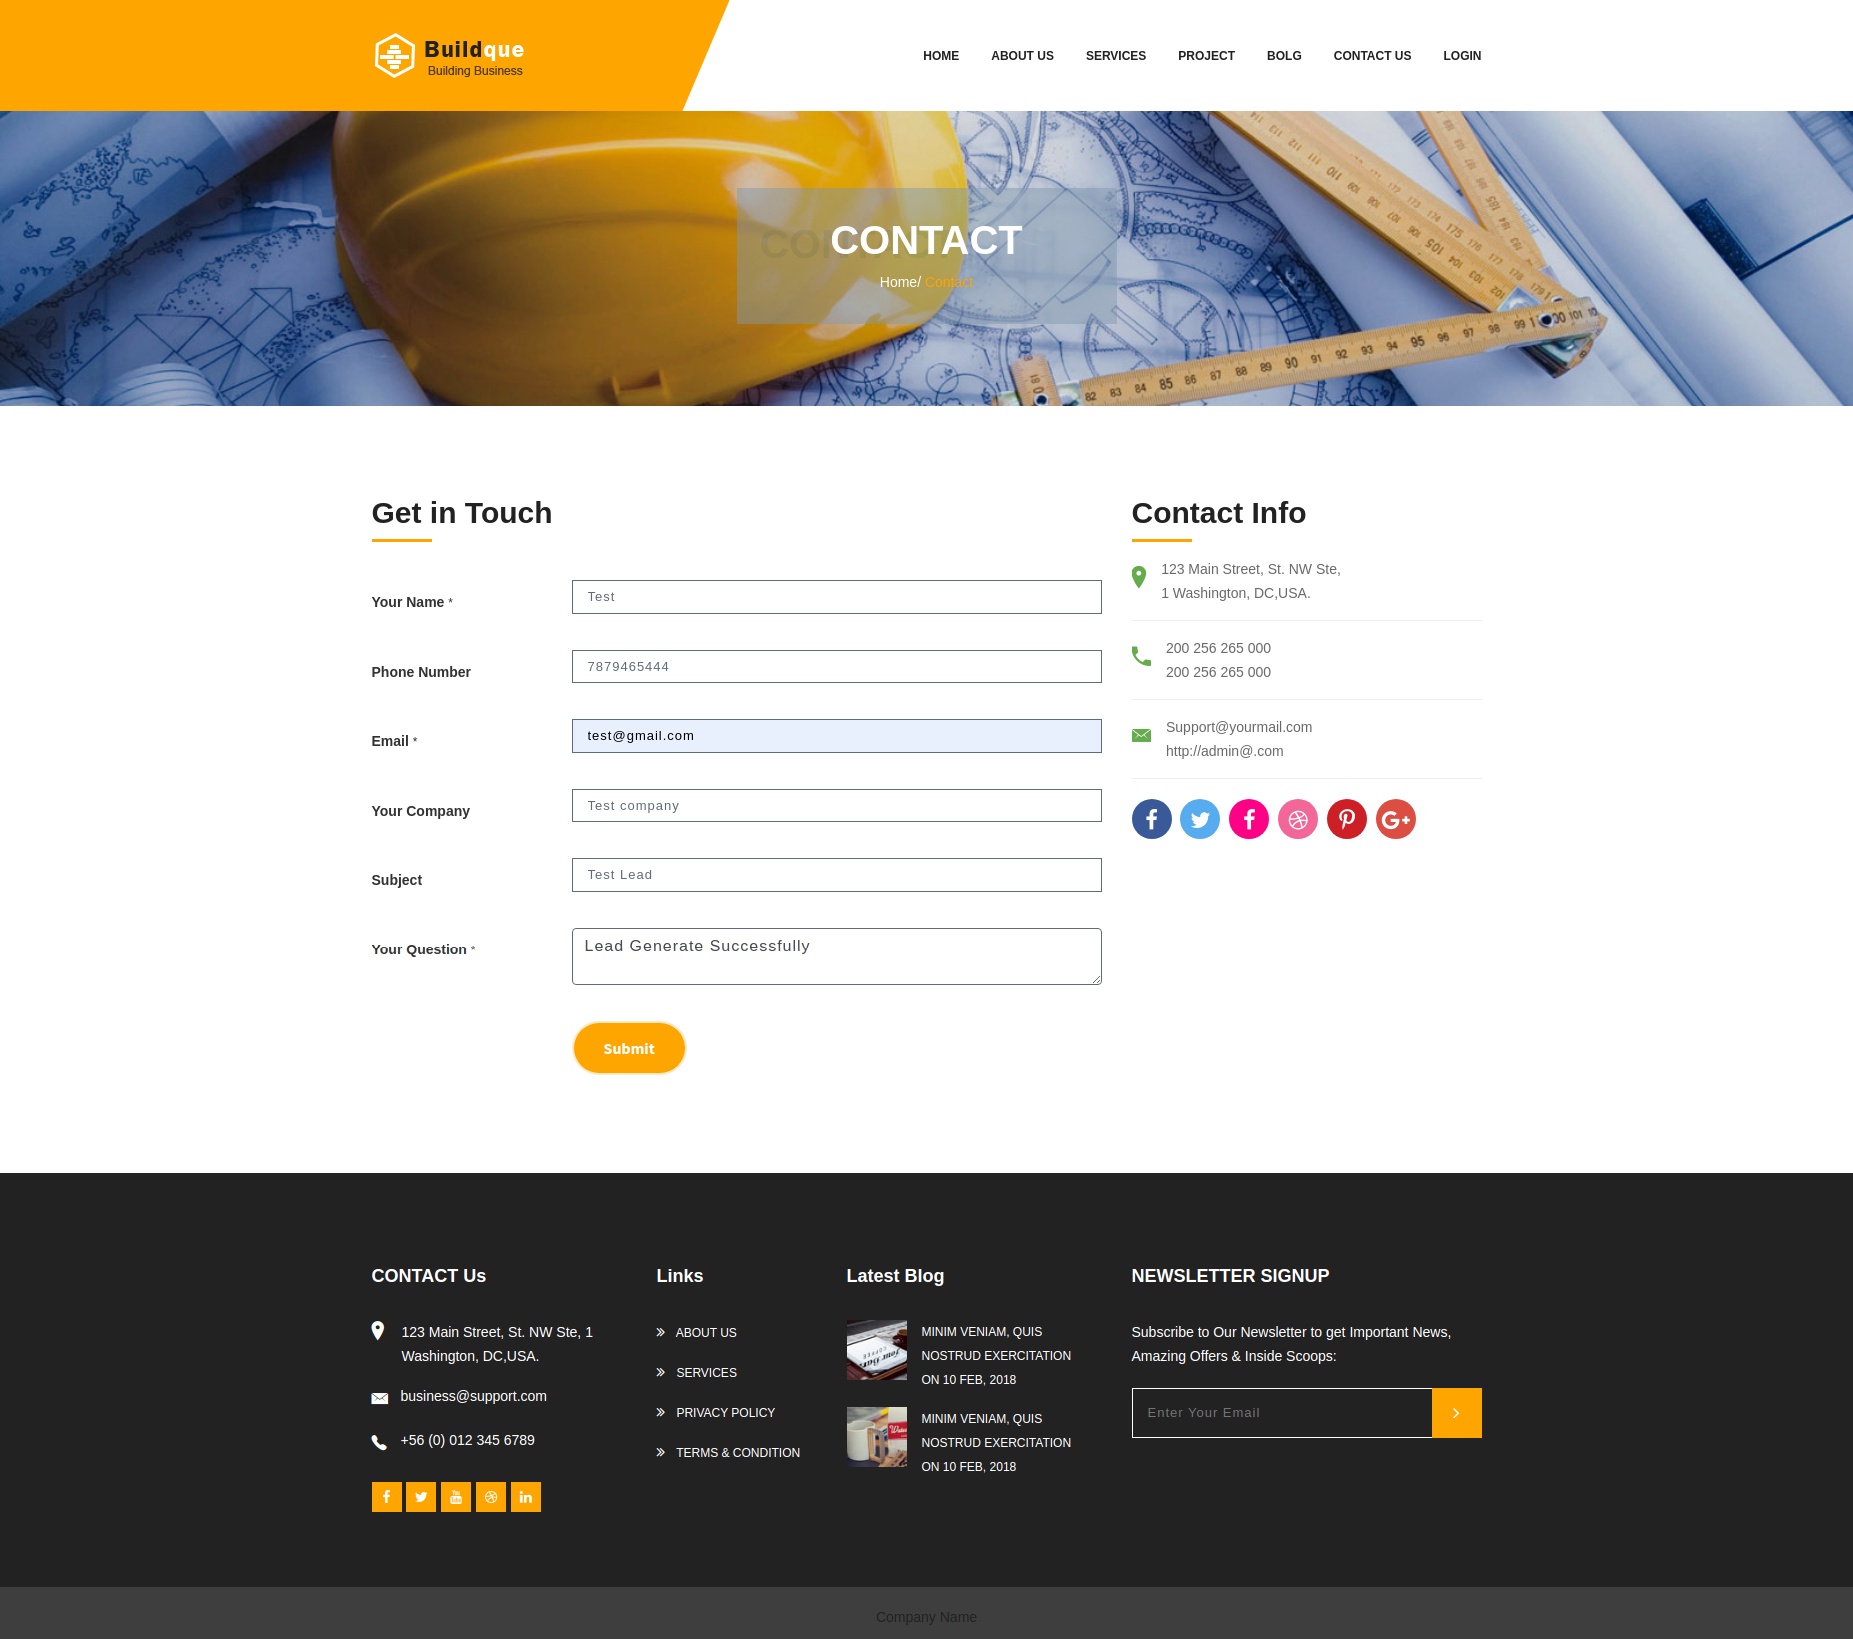 Buildque
Building Business
HOME ABOUT US SERVICES PROJECT BOLG CONTACT US LOGIN
CONTACT
Home/ Contact
Get in Touch
Your Name *
Test
Phone Number
7879465444
Email *
test@gmail.com
Your Company
Test company
Subject
Test Lead
Your Question *
Lead Generate Successfully
Submit
Contact Info
123 Main Street, St. NW Ste,
1 Washington, DC,USA.
200 256 265 000
200 256 265 000
Support@yourmail.com
http://admin@.com
CONTACT Us
123 Main Street, St. NW Ste, 1
Washington, DC,USA.
business@support.com
+56 (0) 012 345 6789
Links
ABOUT US
SERVICES
PRIVACY POLICY
TERMS & CONDITION
Latest Blog
MINIM VENIAM, QUIS
NOSTRUD EXERCITATION
ON 10 FEB, 2018
MINIM VENIAM, QUIS
NOSTRUD EXERCITATION
ON 10 FEB, 2018
NEWSLETTER SIGNUP
Subscribe to Our Newsletter to get Important News,
Amazing Offers & Inside Scoops:
Enter Your Email
Company Name